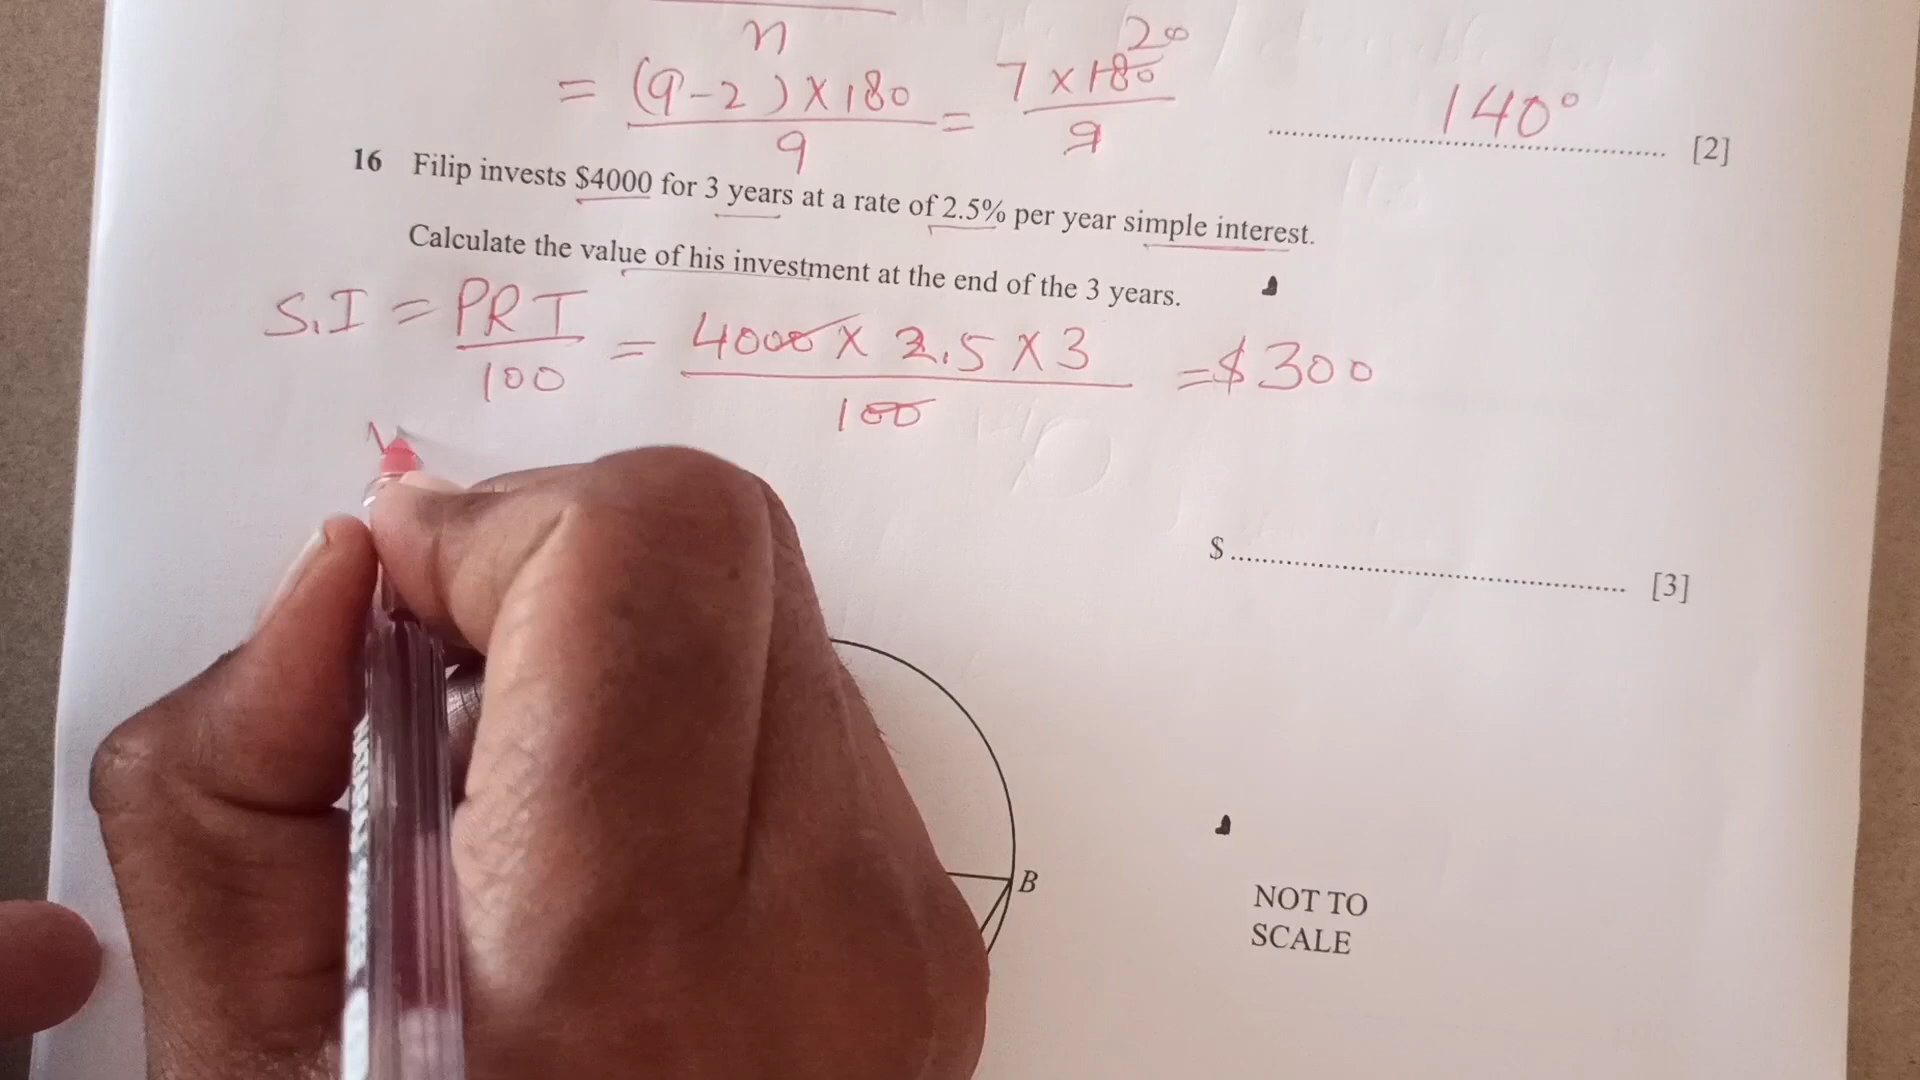 n
= (9-2)×180 / 9 = 7×180 / 9 20
140° [2]
16 Filip invests $4000 for 3 years at a rate of 2.5% per year simple interest.
Calculate the value of his investment at the end of the 3 years.
S.I = PRT / 100 = 4000 × 2.5 × 3 / 100 = $300
$ [3]
B
NOT TO
SCALE